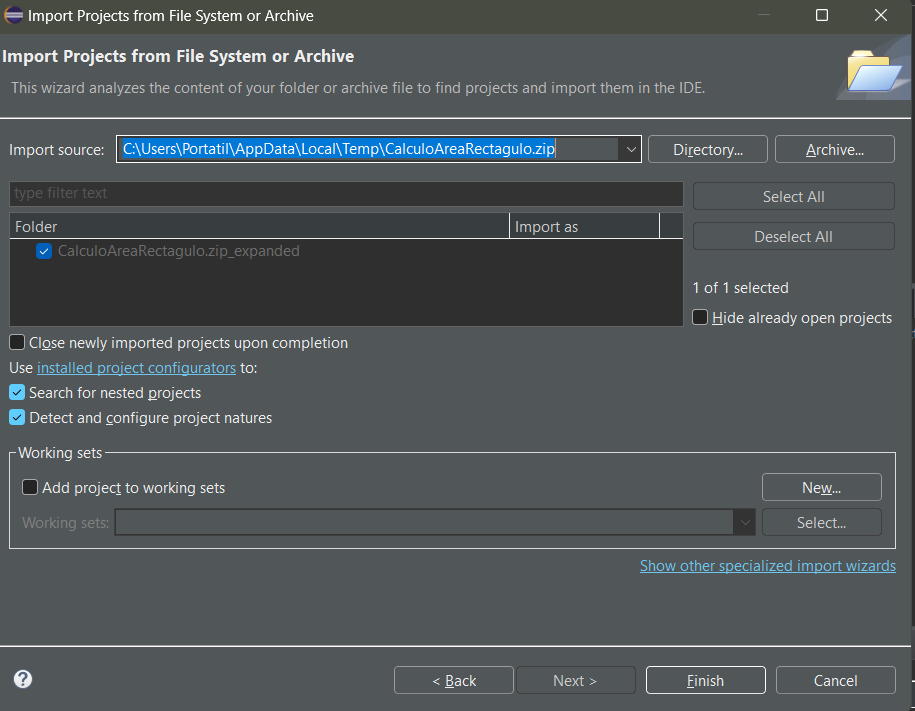 Import Projects from File System or Archive
Import Projects from File System or Archive
This wizard analyzes the content of your folder or archive file to find projects and import them in the IDE.
Import source: C:\Users\Portatil\AppData\Local\Temp\CalculoAreaRectagulo.zip Directory... Archive...
type filter text
Select All
Folder Import as
Deselect All
CalculoAreaRectagulo.zip_expanded
1 of 1 selected
Hide already open projects
Close newly imported projects upon completion
Use installed project configurators to:
Search for nested projects
Detect and configure project natures
Working sets
Add project to working sets New...
Working sets: Select...
Show other specialized import wizards
? < Back Next > Finish Cancel